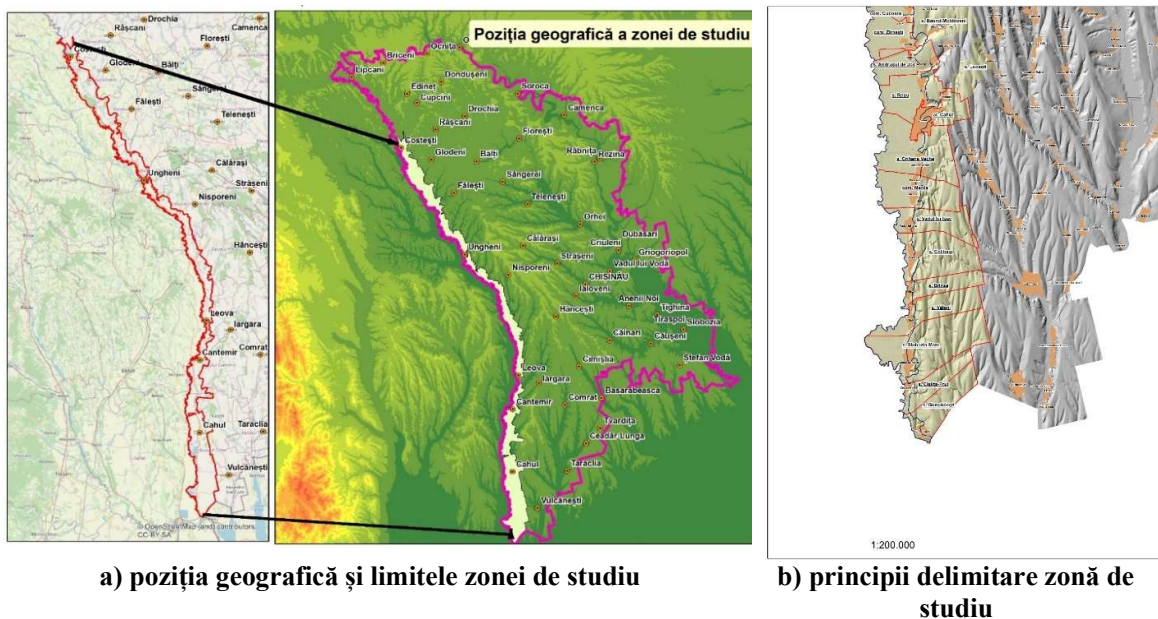 Drochia
Camenca
Râșcani
Florești
Costești
Glodeni
Bălți
Sângerei
Fălești
Telenești
Călărași
Ungheni
Strășeni
Nisporeni
Hâncești
Leova
Iargara
Cantemir
Comrat
Cahul
Taraclia
Vulcănești
© OpenStreetMap (and) contributors,
CC-BY-SA
Poziția geografică a zonei de studiu
Ocnița
Briceni
Lipcani
Dondușeni
Edineț
Cupcini
Soroca
Drochia
Camenca
Râșcani
Costești
Florești
Glodeni
Bălți
Râbnița
Rezina
Sângerei
Fălești
Telenești
Orhei
Dubăsari
Călărași
Criuleni
Ungheni
Strășeni
Griogoriopol
Vadul lui Vodă
Nisporeni
CHIȘINĂU
Ialoveni
Anenii Noi
Hâncești
Tighina
Tiraspol
Slobozia
Căinari
Căușeni
Cimișlia
Ștefan Vodă
Leova
Iargara
Basarabeasca
Cantemir
Comrat
Tvardița
Ceadâr Lunga
Cahul
Taraclia
Vulcănești
1:200.000
a) poziția geografică și limitele zonei de studiu
b) principii delimitare zonă de
studiu